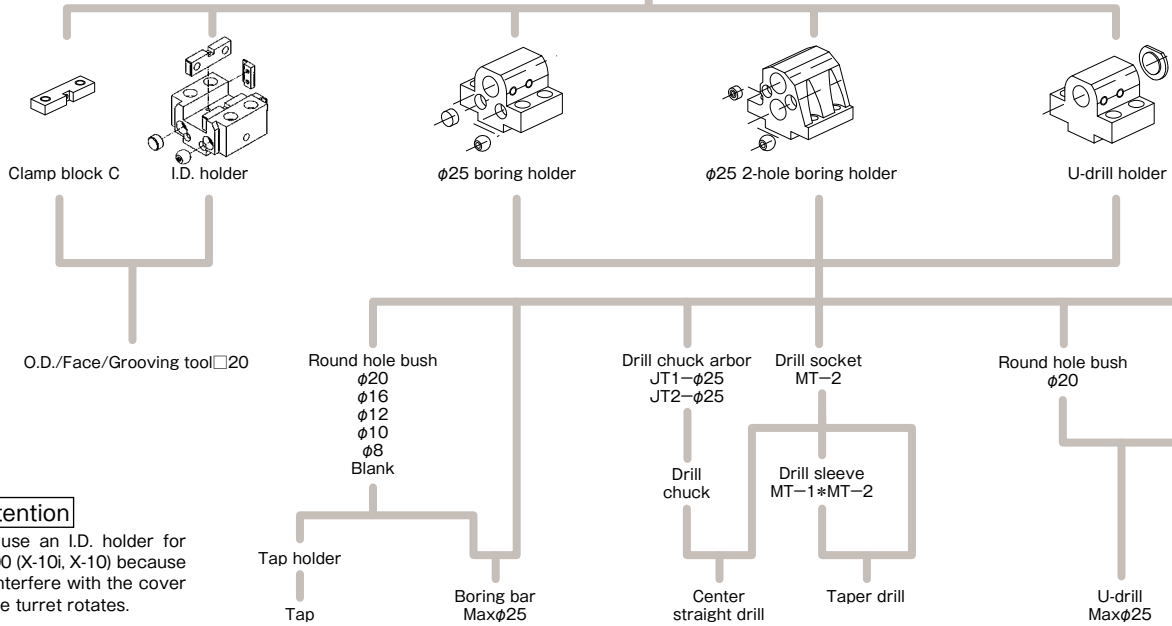 Clamp block C
I.D. holder
φ25 boring holder
φ25 2-hole boring holder
U-drill holder
O.D./Face/Grooving tool□20
Round hole bush
φ20
φ16
φ12
φ10
φ8
Blank
Drill chuck arbor
JT1−φ25
JT2−φ25
Drill socket
MT−2
Round hole bush
φ20
Drill
chuck
Drill sleeve
MT−1*MT−2
use an I.D. holder for
(X-10i, X-10) because
interfere with the cover
turret rotates.
Tap holder
Tap
Boring bar
Maxφ25
Center
straight drill
Taper drill
U-drill
Maxφ25